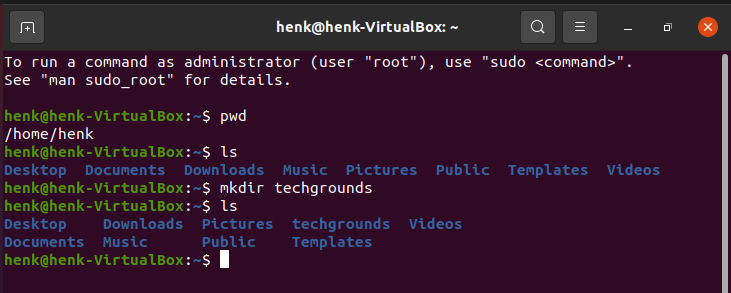 henk@henk-VirtualBox: ~
To run a command as administrator (user "root"), use "sudo <command>".
See "man sudo_root" for details.
henk@henk-VirtualBox:~$ pwd
/home/henk
henk@henk-VirtualBox:~$ ls
Desktop  Documents  Downloads  Music  Pictures  Public  Templates  Videos
henk@henk-VirtualBox:~$ mkdir techgrounds
henk@henk-VirtualBox:~$ ls
Desktop    Downloads  Pictures  techgrounds  Videos
Documents  Music      Public    Templates
henk@henk-VirtualBox:~$